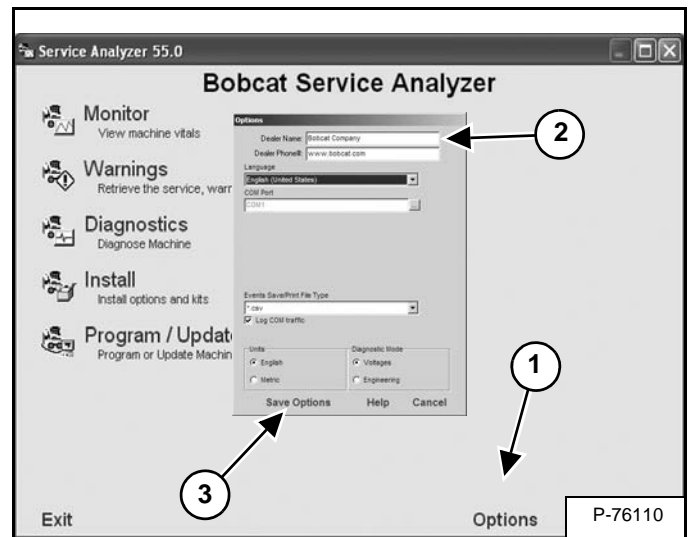 Service Analyzer 55.0
Bobcat Service Analyzer
Monitor
View machine vitals
Warnings
Retrieve the service, warr
Diagnostics
Diagnose Machine
Install
Install options and kits
Program / Updat
Program or Update Machin
Options
Dealer Name: Bobcat Company
Dealer Phone#: www.bobcat.com
Language
English (United States)
COM Port
COM1
...
Events Save/Print File Type
*.csv
Log COM traffic
Units
English
Metric
Diagnostic Mode
Voltages
Engineering
Save Options Help Cancel
2
1
3
Exit
Options
P-76110